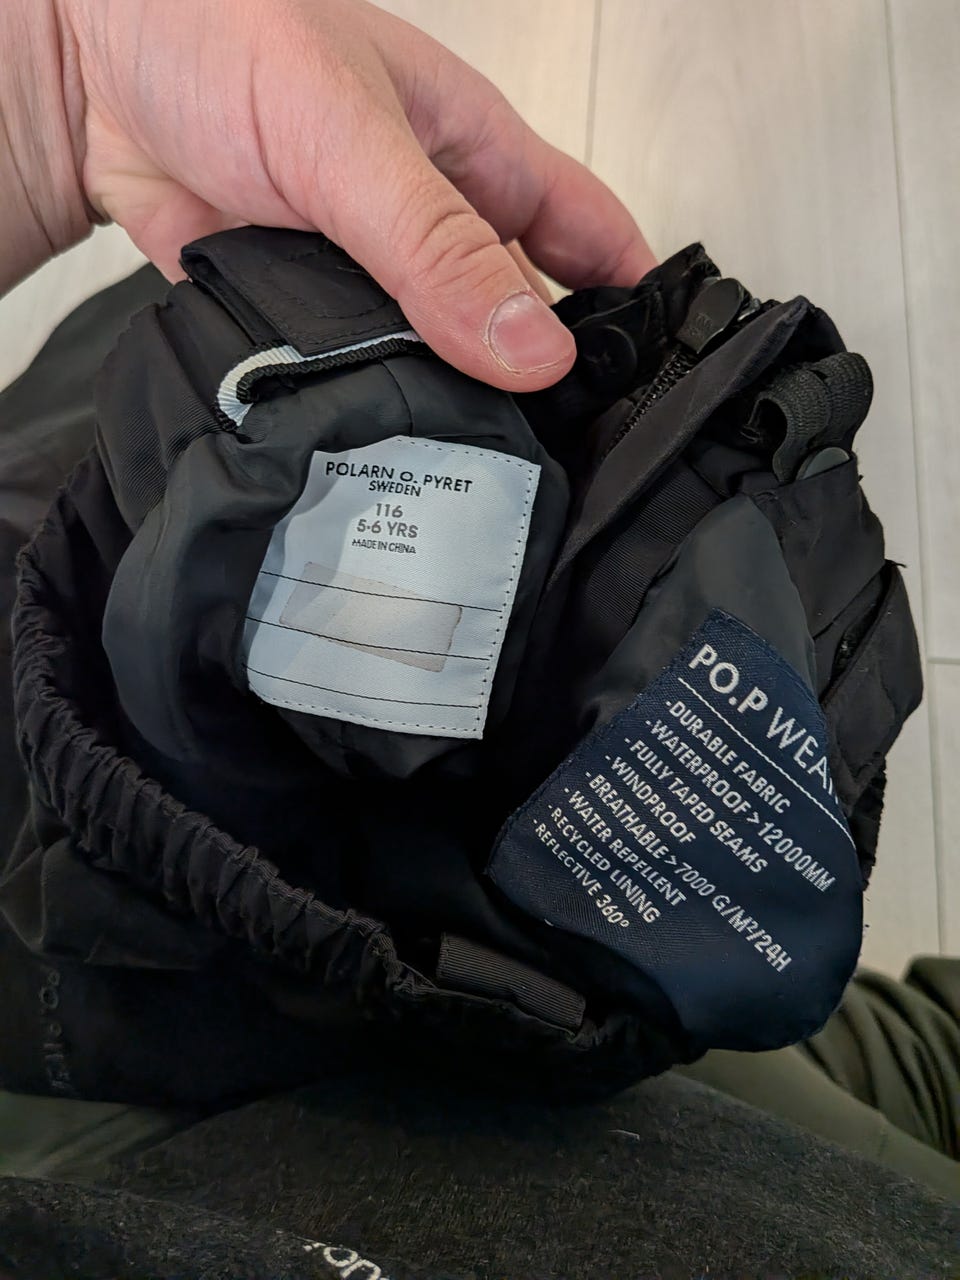 POLARN O. PYRET
SWEDEN
116
5-6 YRS
MADE IN CHINA
PO.P WEA
-DURABLE FABRIC
-WATERPROOF > 12000MM
-FULLY TAPED SEAMS
-WINDPROOF
-BREATHABLE > 7000 G/M²/24H
-WATER REPELLENT
-RECYCLED LINING
-REFLECTIVE 360°